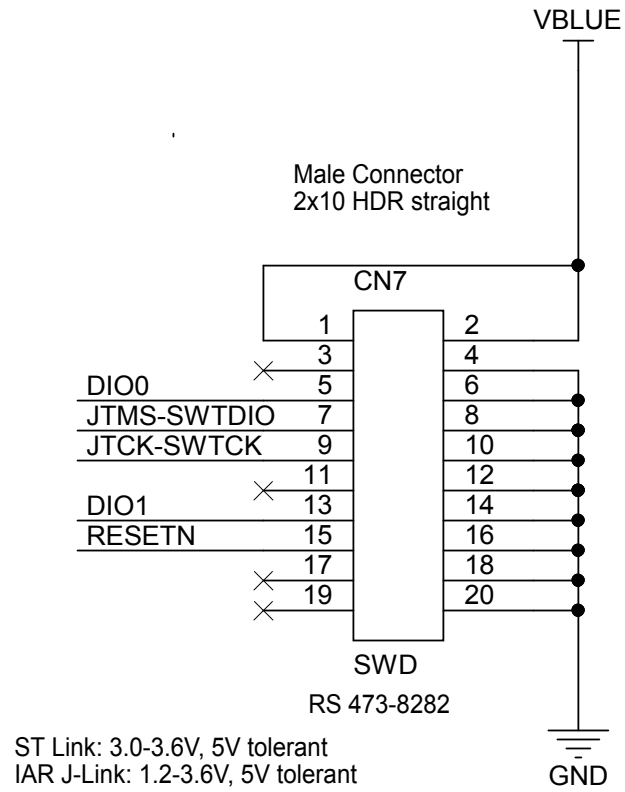 VBLUE
Male Connector
2x10 HDR straight
CN7
1 2
3 4
DIO0 5 6
JTMS-SWTDIO 7 8
JTCK-SWTCK 9 10
11 12
DIO1 13 14
RESETN 15 16
17 18
19 20
SWD
RS 473-8282
ST Link: 3.0-3.6V, 5V tolerant
IAR J-Link: 1.2-3.6V, 5V tolerant
GND